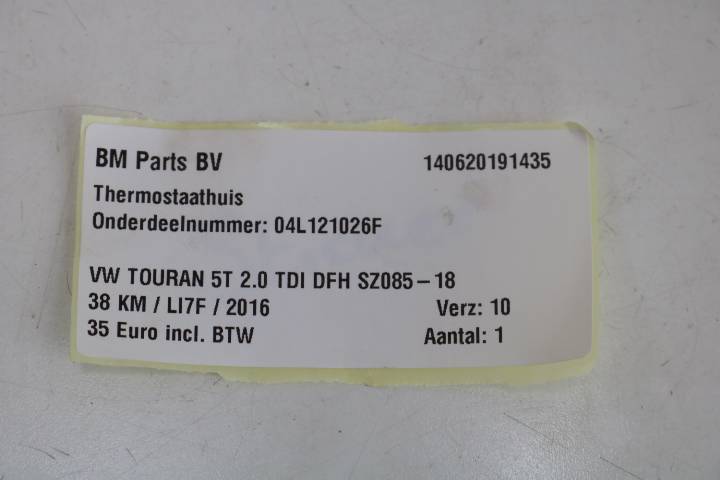 BM Parts BV 140620191435
Thermostaathuis
Onderdeelnummer: 04L121026F
VW TOURAN 5T 2.0 TDI DFH SZ085-18
38 KM / LI7F / 2016 Verz: 10
35 Euro incl. BTW Aantal: 1